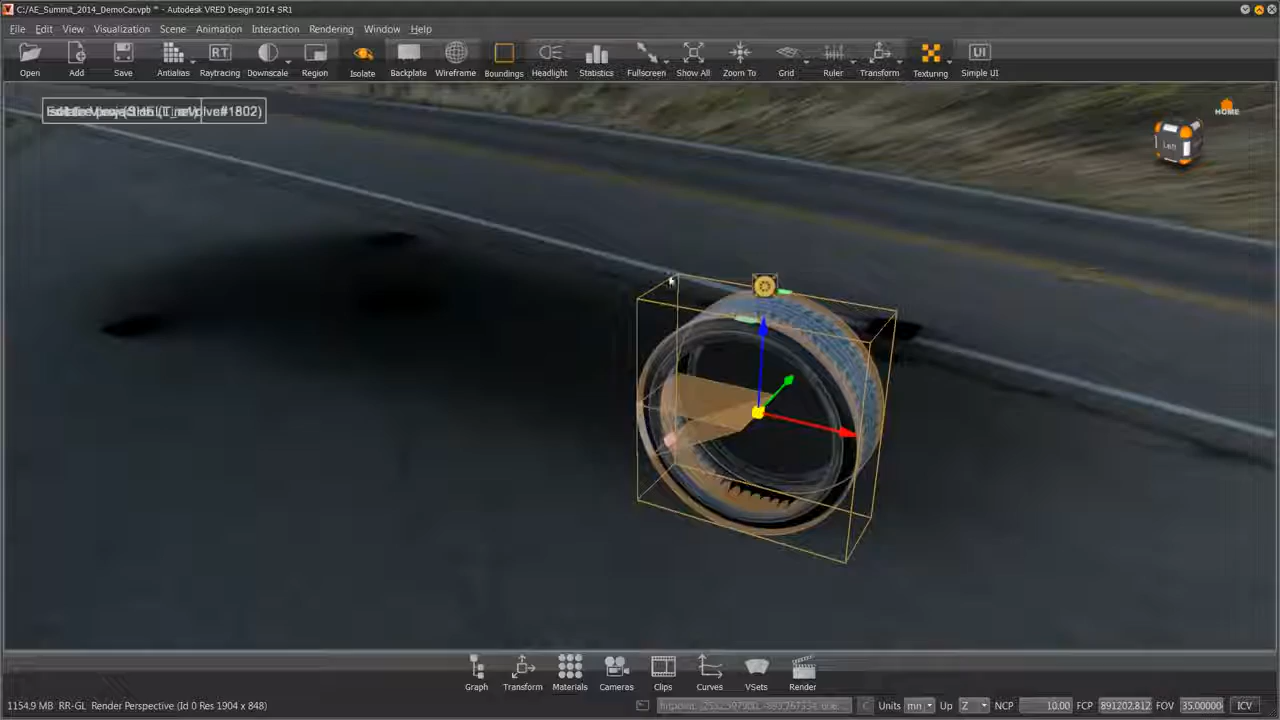 C:/AE_Summit_2014_DemoCar.vpb * - Autodesk VRED Design 2014 SR1
File Edit View Visualization Scene Animation Interaction Rendering Window Help
Open Add Save Antialias Raytracing Downscale Region Isolate Backplate Wireframe Boundings Headlight Statistics Fullscreen Show All Zoom To Grid Ruler Transform Texturing Simple UI
RT
UI
HOME
Left
Graph Transform Materials Cameras Clips Curves VSets Render
1154.9 MB RR-GL Render Perspective (Id 0 Res 1904 x 848) Units mm Up Z NCP 10.00 FCP 891202.812 FOV 35.00000 ICV